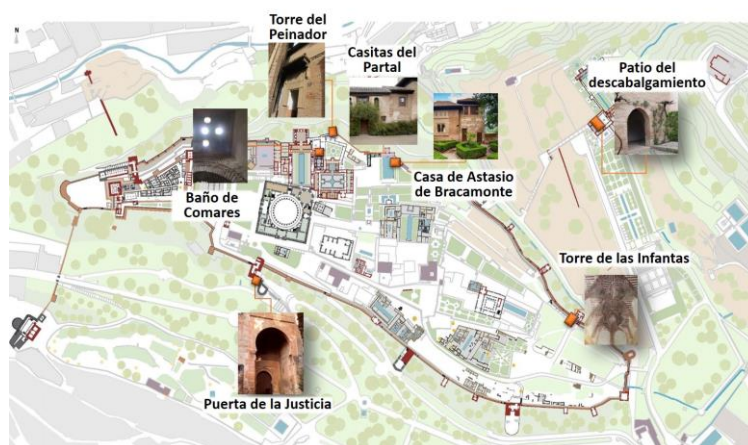 Torre del
Peinador
Casitas del
Partal
Patio del
descabalgamiento
Baño de
Comares
Casa de Astasio
de Bracamonte
Torre de las Infantas
Puerta de la Justicia